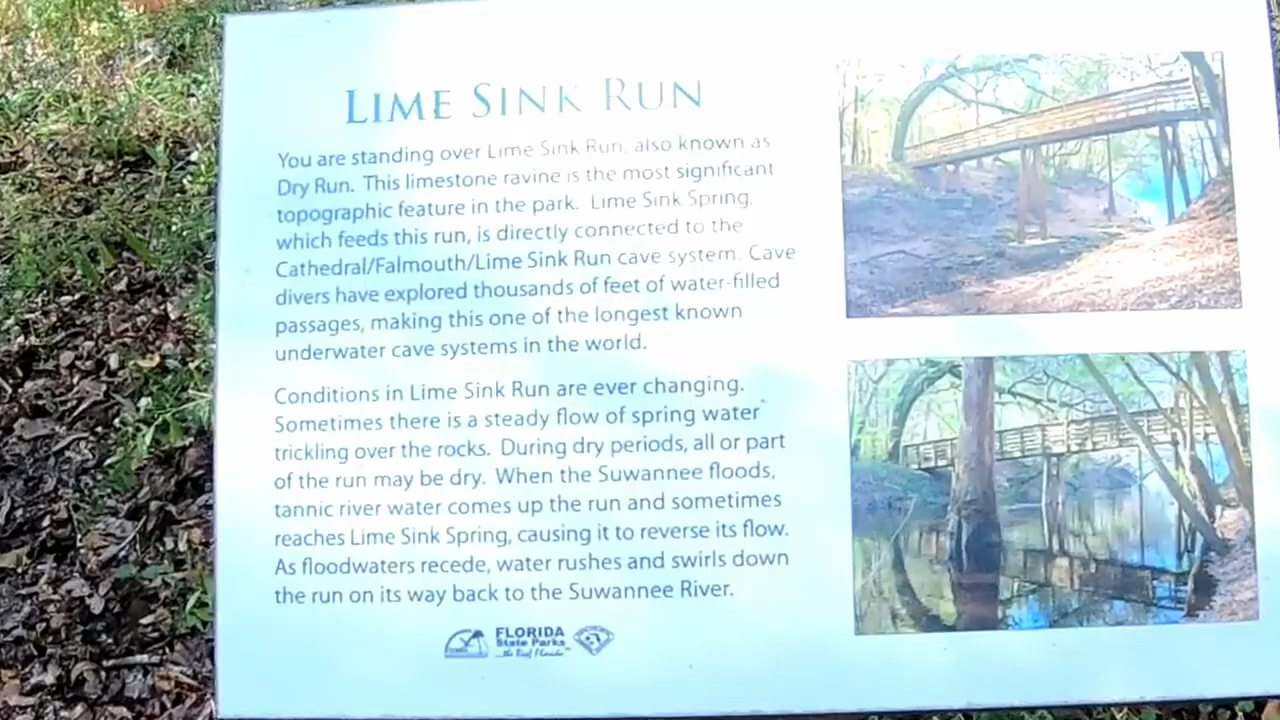 LIME SINK RUN
You are standing over Lime Sink Run, also known as
Dry Run. This limestone ravine is the most significant
topographic feature in the park. Lime Sink Spring,
which feeds this run, is directly connected to the
Cathedral/Falmouth/Lime Sink Run cave system. Cave
divers have explored thousands of feet of water-filled
passages, making this one of the longest known
underwater cave systems in the world.
Conditions in Lime Sink Run are ever changing.
Sometimes there is a steady flow of spring water
trickling over the rocks. During dry periods, all or part
of the run may be dry. When the Suwannee floods,
tannic river water comes up the run and sometimes
reaches Lime Sink Spring, causing it to reverse its flow.
As floodwaters recede, water rushes and swirls down
the run on its way back to the Suwannee River.
FLORIDA
State Parks
...the Real Florida